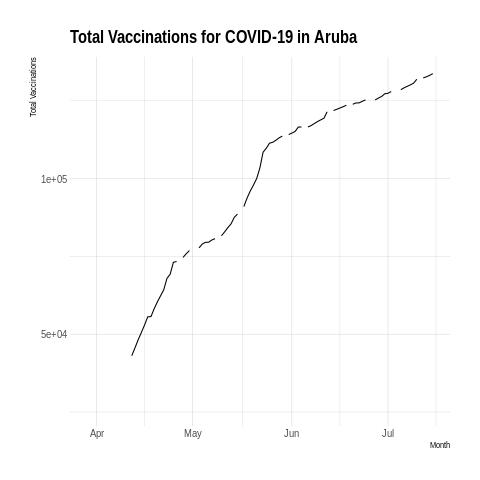 Total Vaccinations for COVID-19 in Aruba
Total Vaccinations
1e+05
5e+04
Apr May Jun Jul
Month